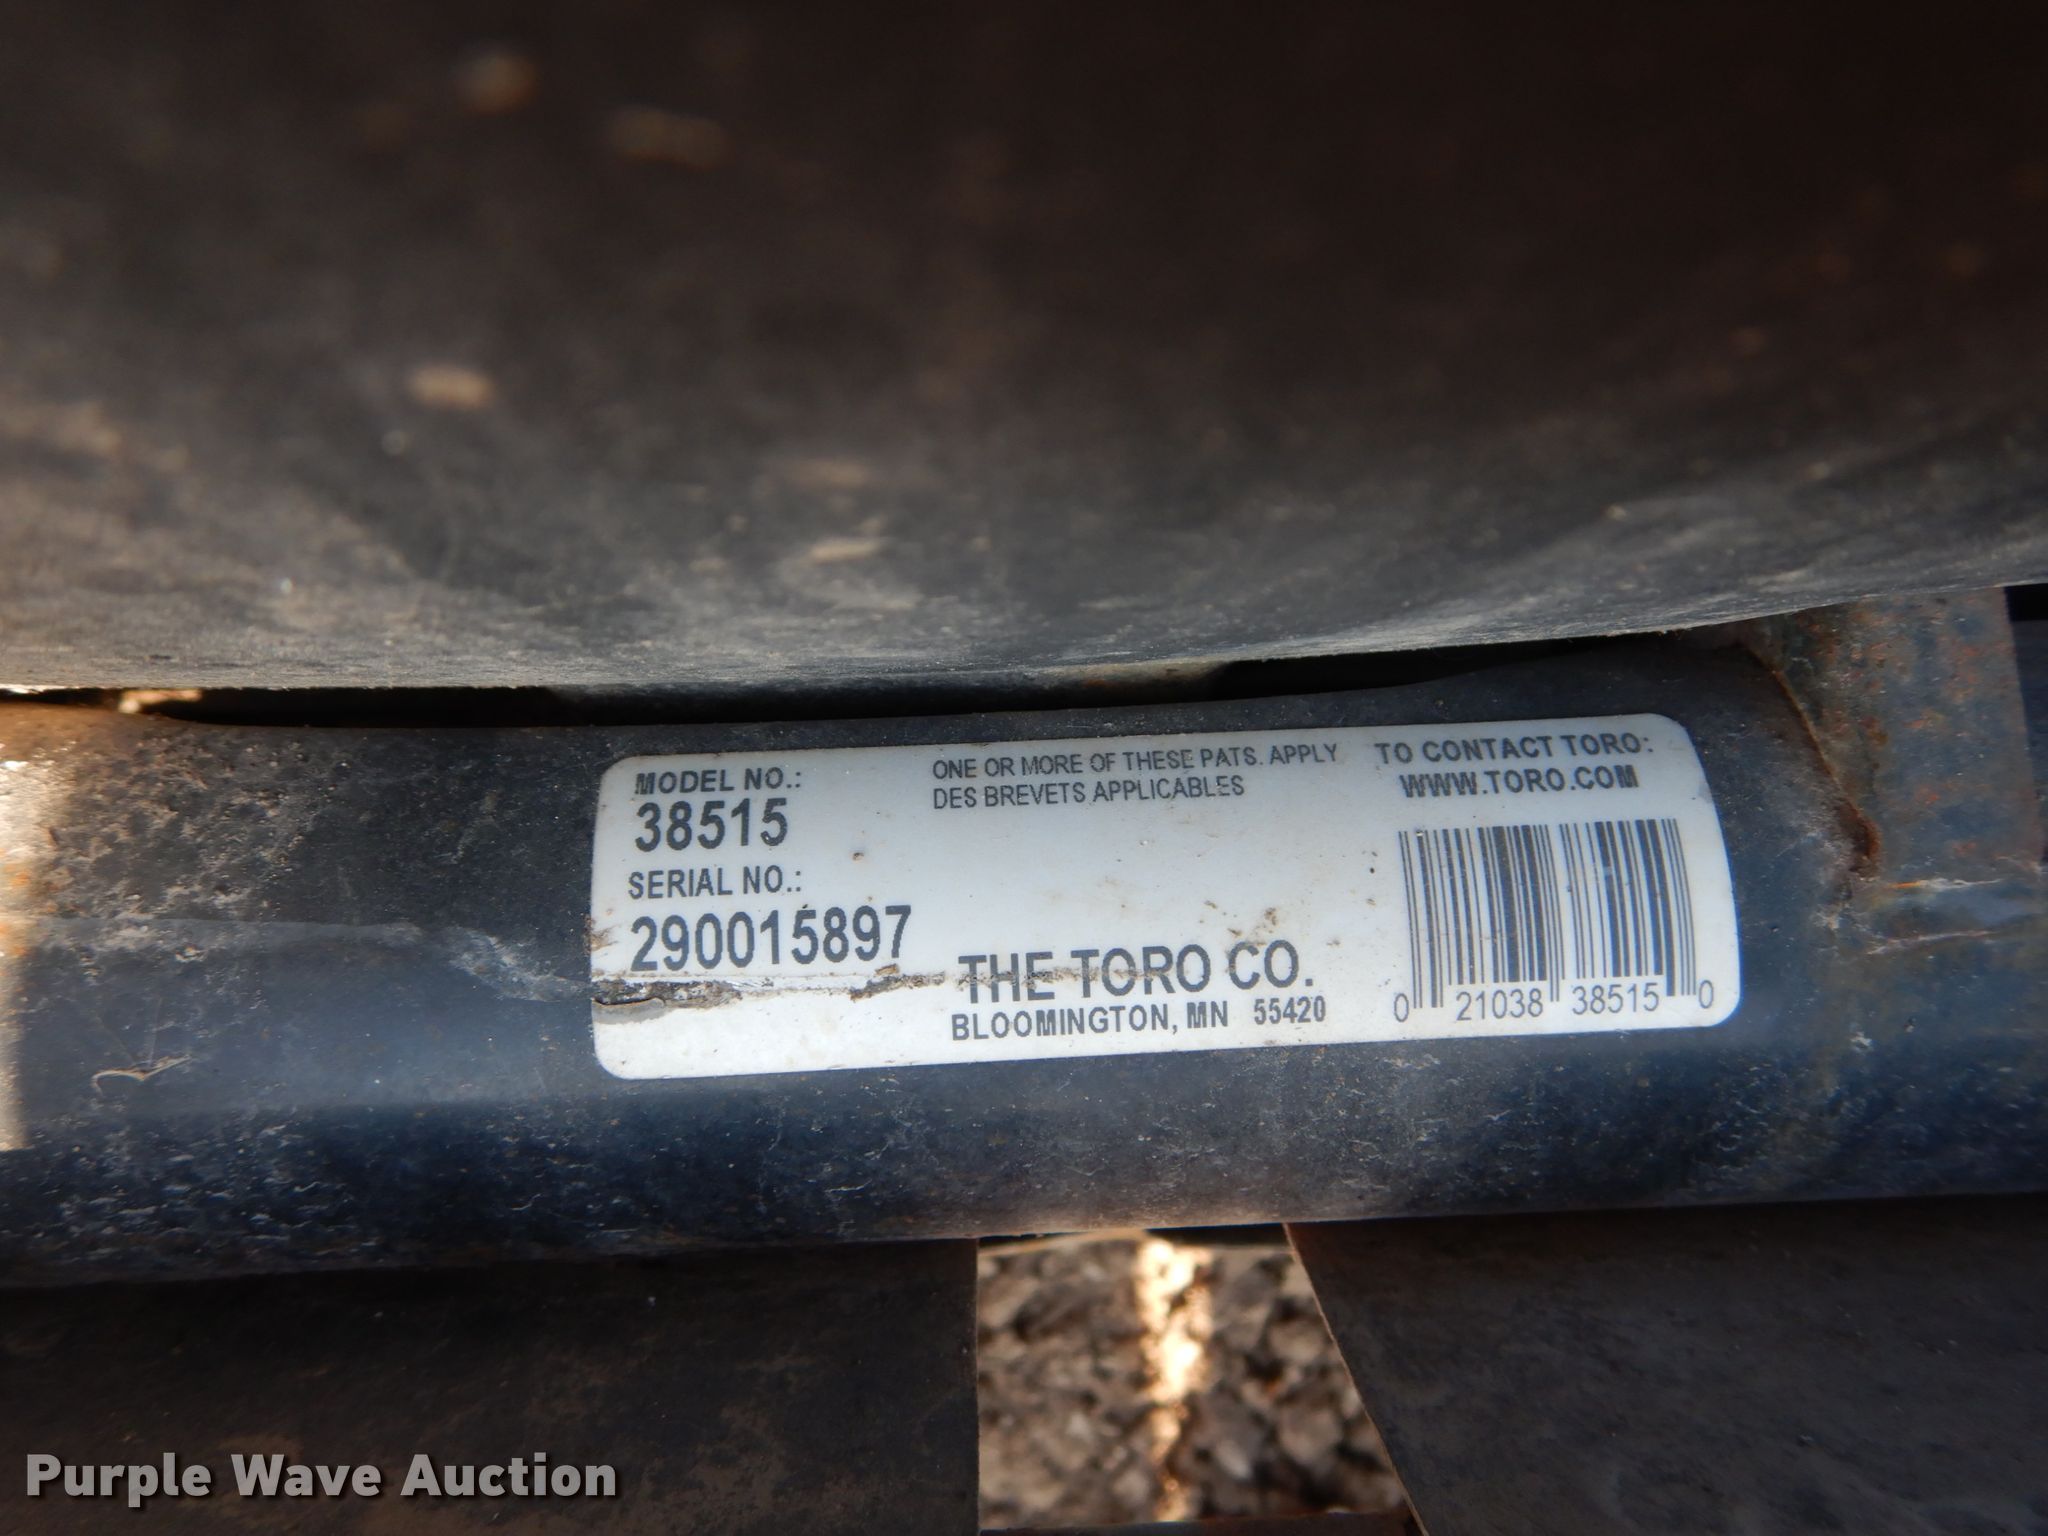 MODEL NO.:
38515
SERIAL NO.:
290015897
ONE OR MORE OF THESE PATS. APPLY
DES BREVETS APPLICABLES
THE TORO CO.
BLOOMINGTON, MN 55420
TO CONTACT TORO:
WWW.TORO.COM
0 21038 38515 0
Purple Wave Auction